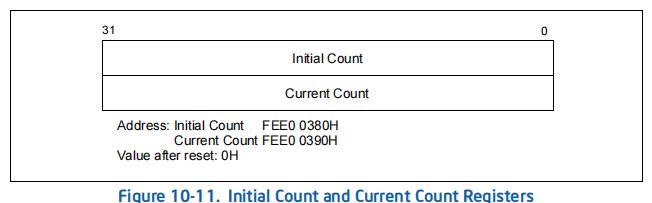 31 0
Initial Count
Current Count
Address: Initial Count FEE0 0380H
Current Count FEE0 0390H
Value after reset: 0H
Figure 10-11. Initial Count and Current Count Registers